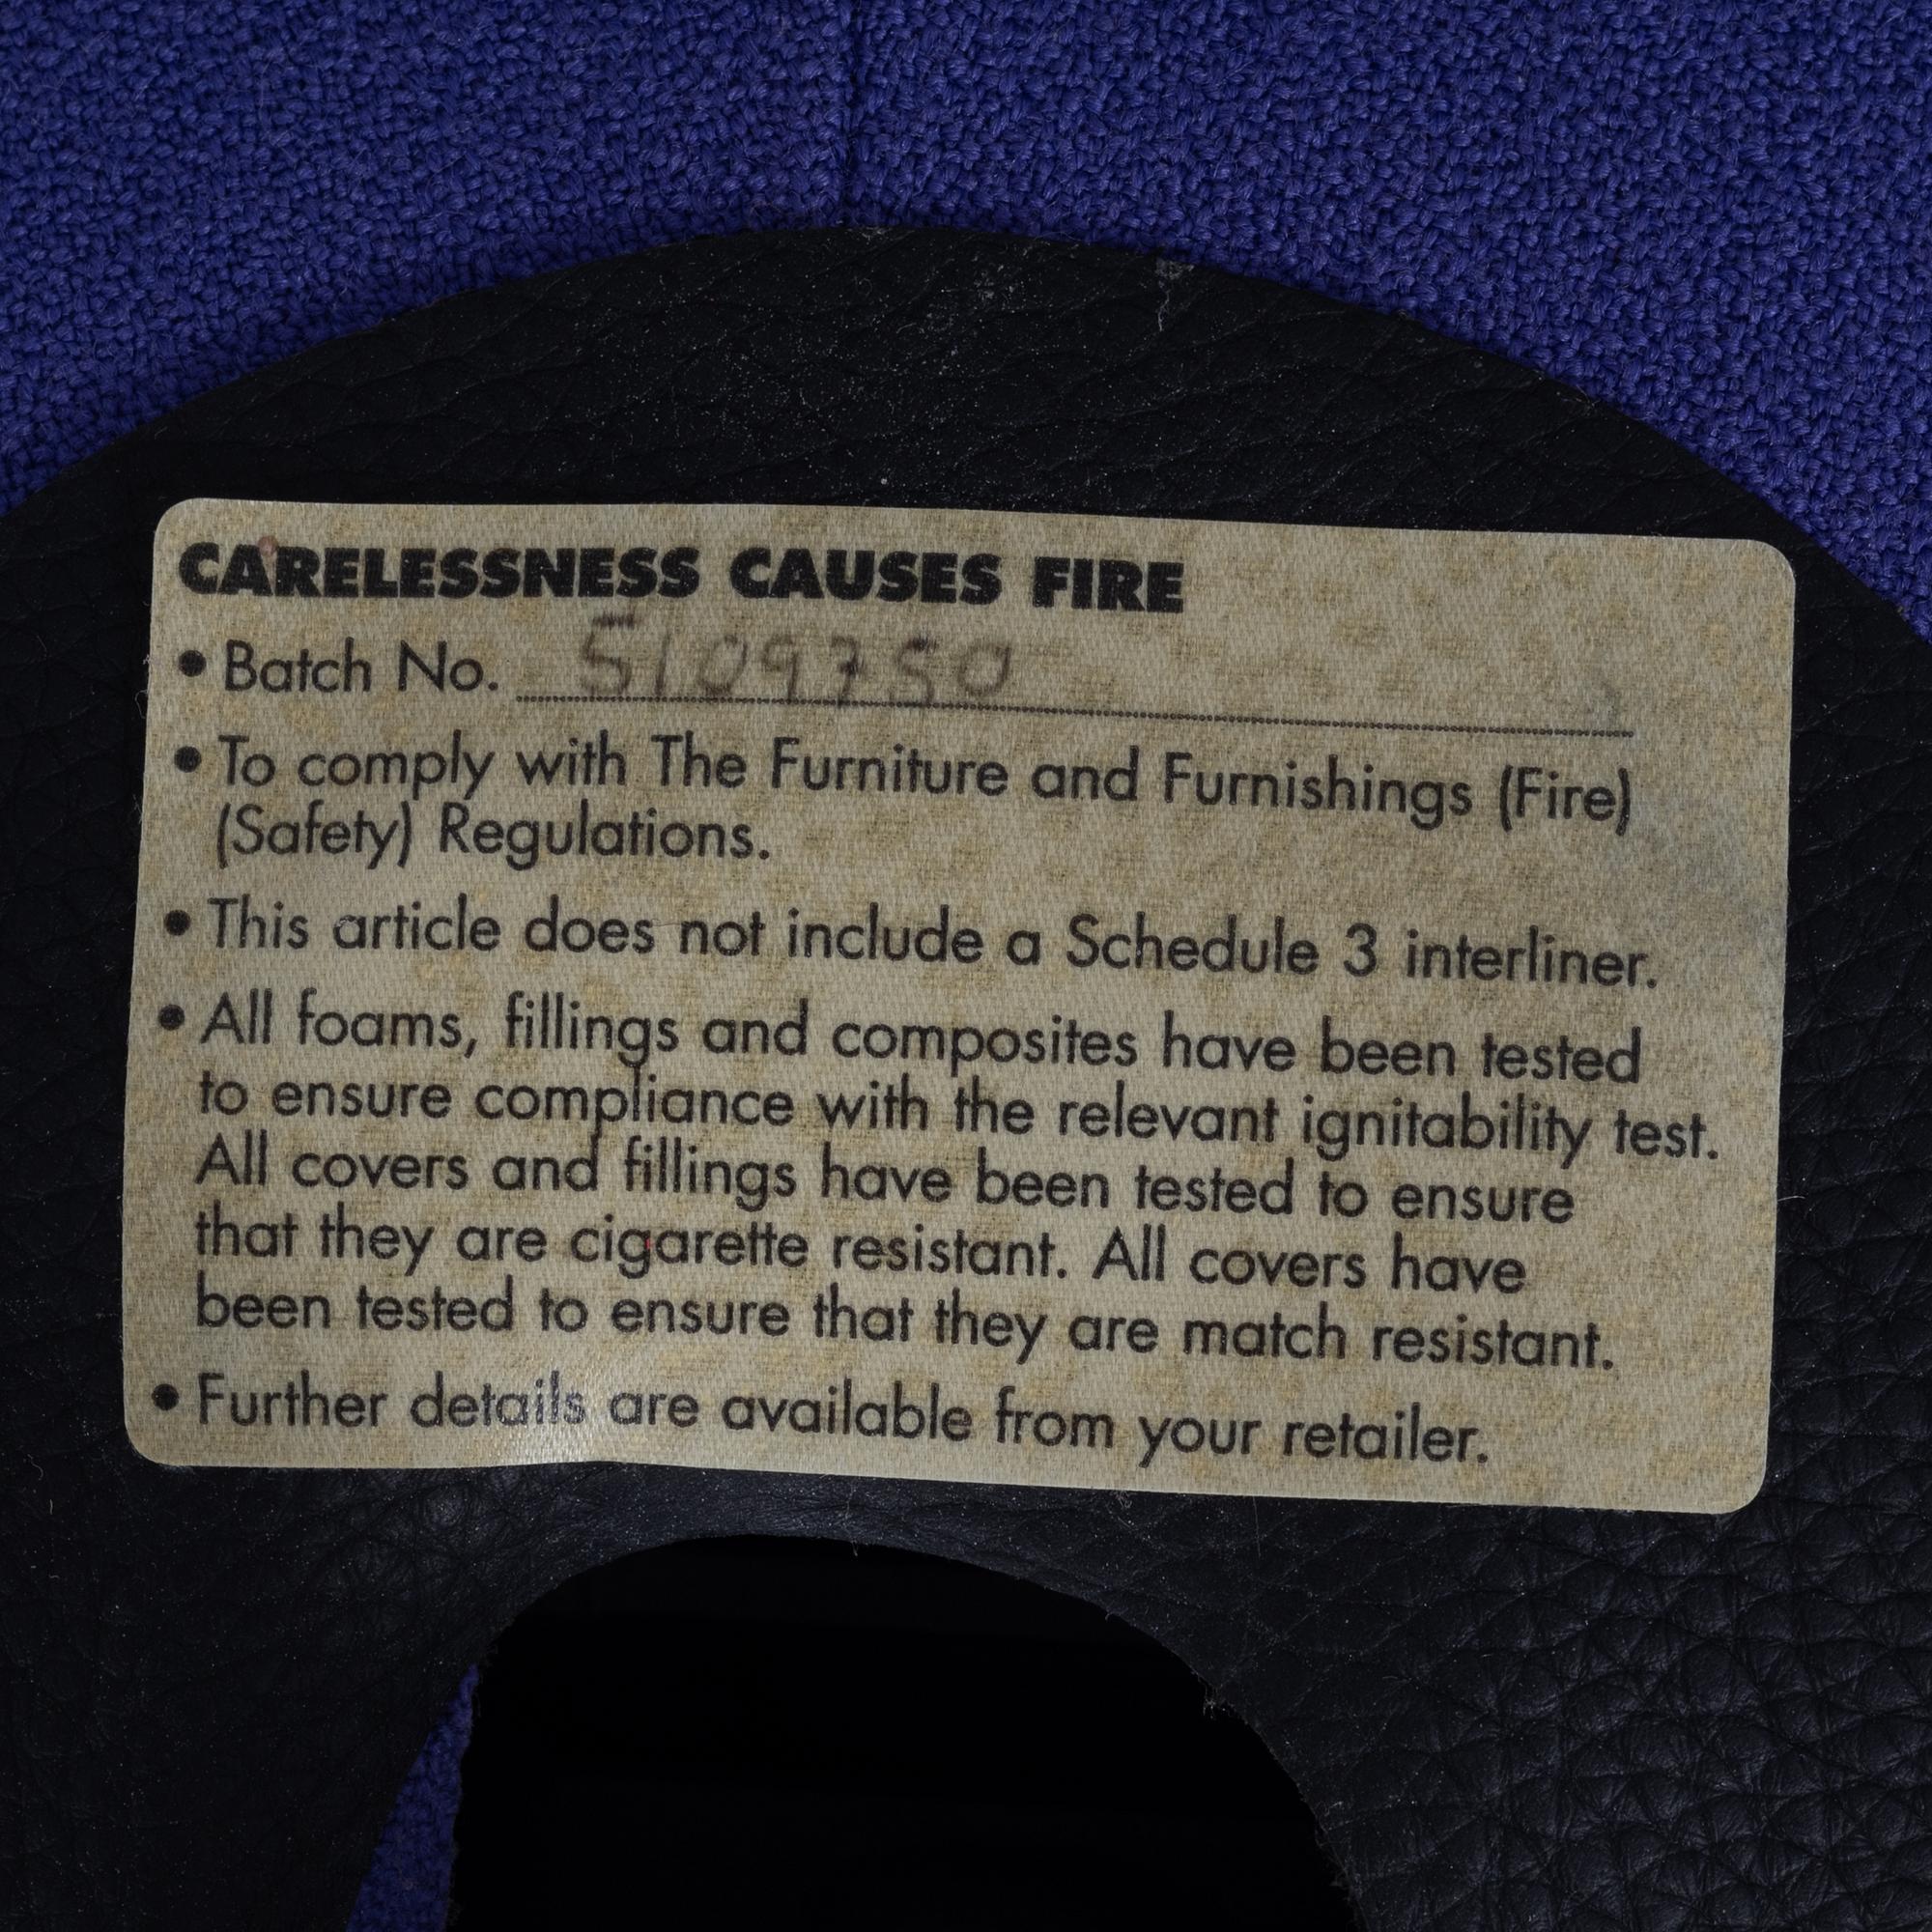 CARELESSNESS CAUSES FIRE
• Batch No. 5109750
• To comply with The Furniture and Furnishings (Fire)
(Safety) Regulations.
• This article does not include a Schedule 3 interliner.
• All foams, fillings and composites have been tested
to ensure compliance with the relevant ignitability test.
All covers and fillings have been tested to ensure
that they are cigarette resistant. All covers have
been tested to ensure that they are match resistant.
• Further details are available from your retailer.